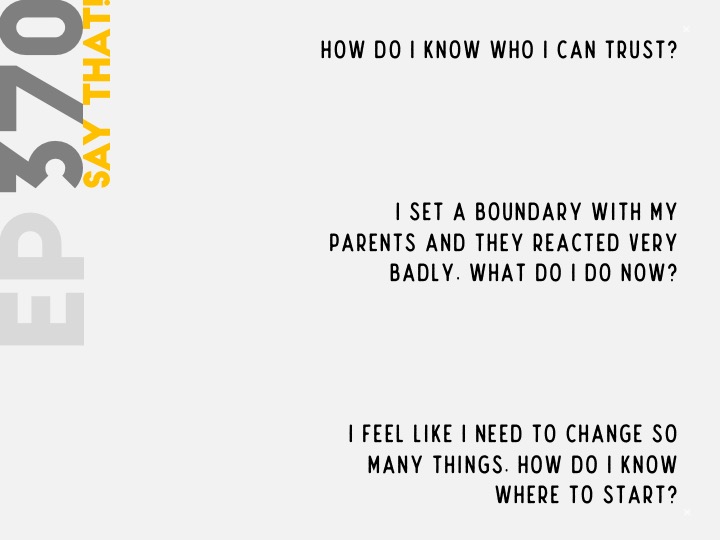 EP 370
SAY THAT!
HOW DO I KNOW WHO I CAN TRUST?
I SET A BOUNDARY WITH MY
PARENTS AND THEY REACTED VERY
BADLY. WHAT DO I DO NOW?
I FEEL LIKE I NEED TO CHANGE SO
MANY THINGS. HOW DO I KNOW
WHERE TO START?